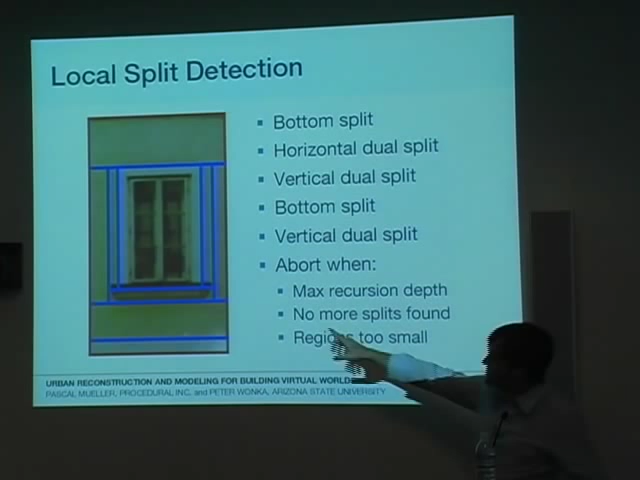 Local Split Detection
Bottom split
Horizontal dual split
Vertical dual split
Bottom split
Vertical dual split
Abort when:
Max recursion depth
No more splits found
Regions too small
URBAN RECONSTRUCTION AND MODELING FOR BUILDING VIRTUAL WORLDS
PASCAL MUELLER, PROCEDURAL INC. and PETER WONKA, ARIZONA STATE UNIVERSITY